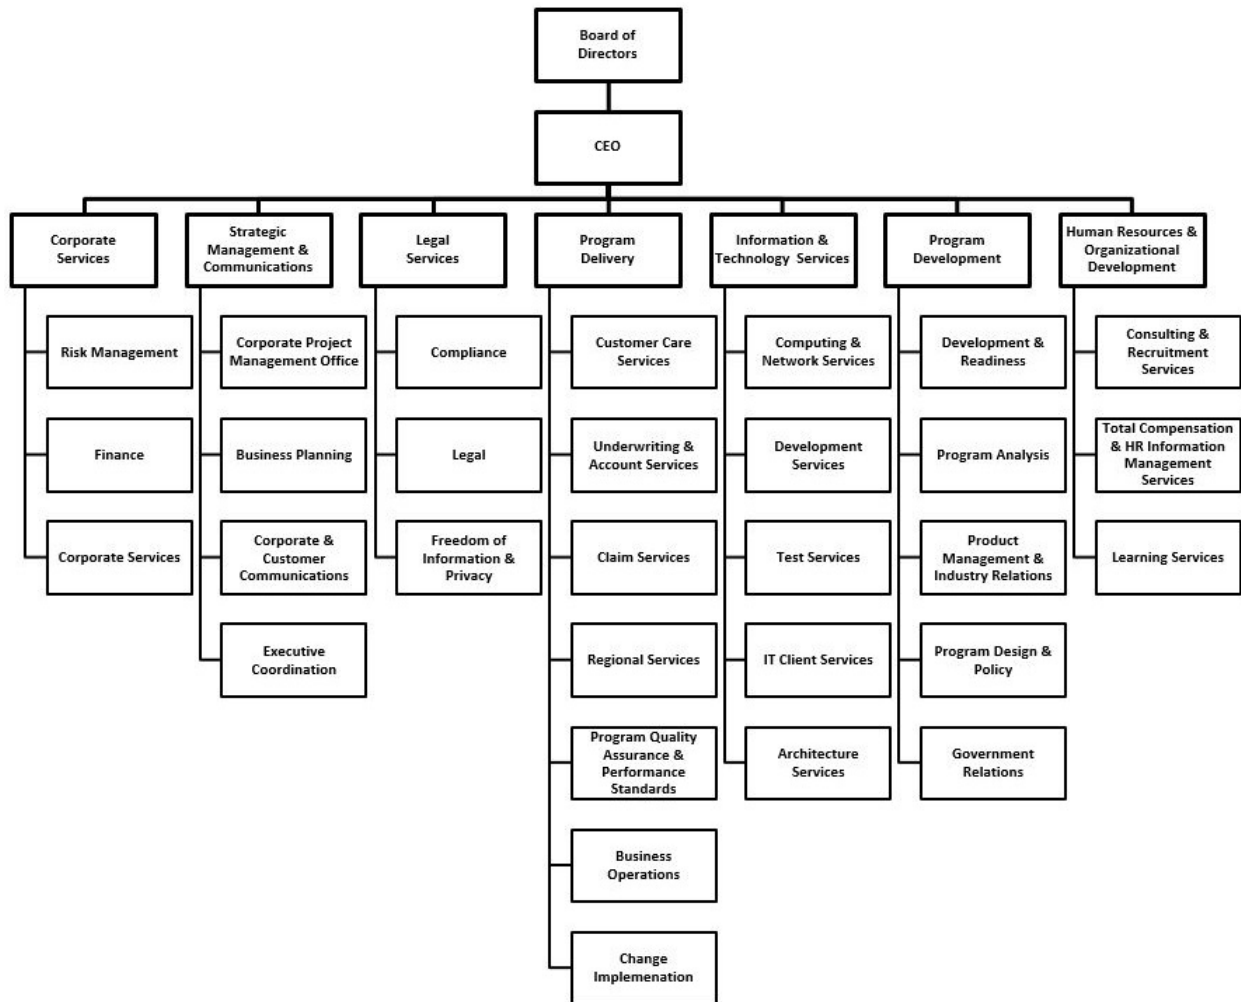 Board of
Directors
CEO
Corporate
Services
Strategic
Management &
Communications
Legal
Services
Program
Delivery
Information &
Technology Services
Program
Development
Human Resources &
Organizational
Development
Risk Management
Finance
Corporate Services
Corporate Project
Management Office
Business Planning
Corporate &
Customer
Communications
Executive
Coordination
Compliance
Legal
Freedom of
Information &
Privacy
Customer Care
Services
Underwriting &
Account Services
Claim Services
Regional Services
Program Quality
Assurance &
Performance
Standards
Business
Operations
Change
Implemenation
Computing &
Network Services
Development
Services
Test Services
IT Client Services
Architecture
Services
Development &
Readiness
Program Analysis
Product
Management &
Industry Relations
Program Design &
Policy
Government
Relations
Consulting &
Recruitment
Services
Total Compensation
& HR Information
Management
Services
Learning Services